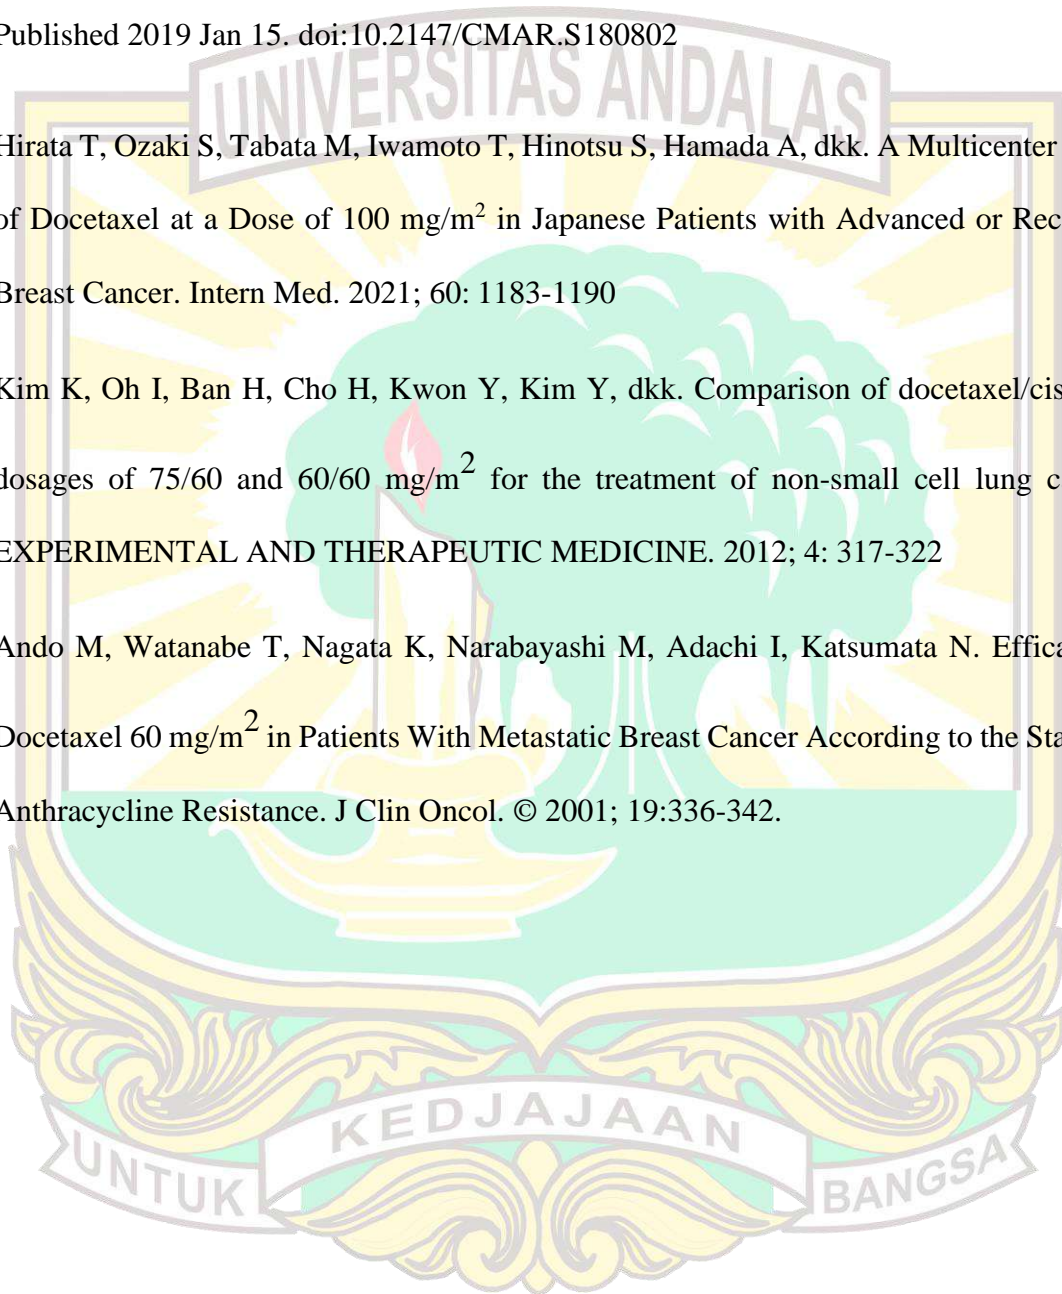 Published 2019 Jan 15. doi:10.2147/CMAR.S180802
UNIVERSITAS ANDALAS
Hirata T, Ozaki S, Tabata M, Iwamoto T, Hinotsu S, Hamada A, dkk. A Multicenter
of Docetaxel at a Dose of 100 mg/m² in Japanese Patients with Advanced or Rec
Breast Cancer. Intern Med. 2021; 60: 1183-1190
Kim K, Oh I, Ban H, Cho H, Kwon Y, Kim Y, dkk. Comparison of docetaxel/cis
dosages of 75/60 and 60/60 mg/m² for the treatment of non-small cell lung c
EXPERIMENTAL AND THERAPEUTIC MEDICINE. 2012; 4: 317-322
Ando M, Watanabe T, Nagata K, Narabayashi M, Adachi I, Katsumata N. Effica
Docetaxel 60 mg/m² in Patients With Metastatic Breast Cancer According to the Sta
Anthracycline Resistance. J Clin Oncol. © 2001; 19:336-342.
UNTUK KEDJAJAAN BANGSA